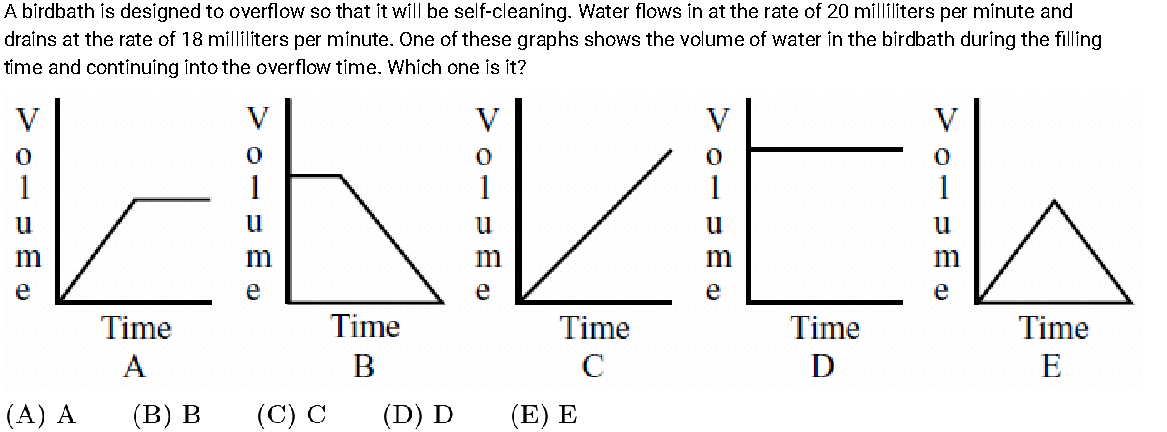 A birdbath is designed to overflow so that it will be self-cleaning. Water flows in at the rate of 20 milliliters per minute and
drains at the rate of 18 milliliters per minute. One of these graphs shows the volume of water in the birdbath during the filling
time and continuing into the overflow time. Which one is it?
Volume Volume Volume Volume Volume
Time Time Time Time Time
A B C D E
(A) A (B) B (C) C (D) D (E) E